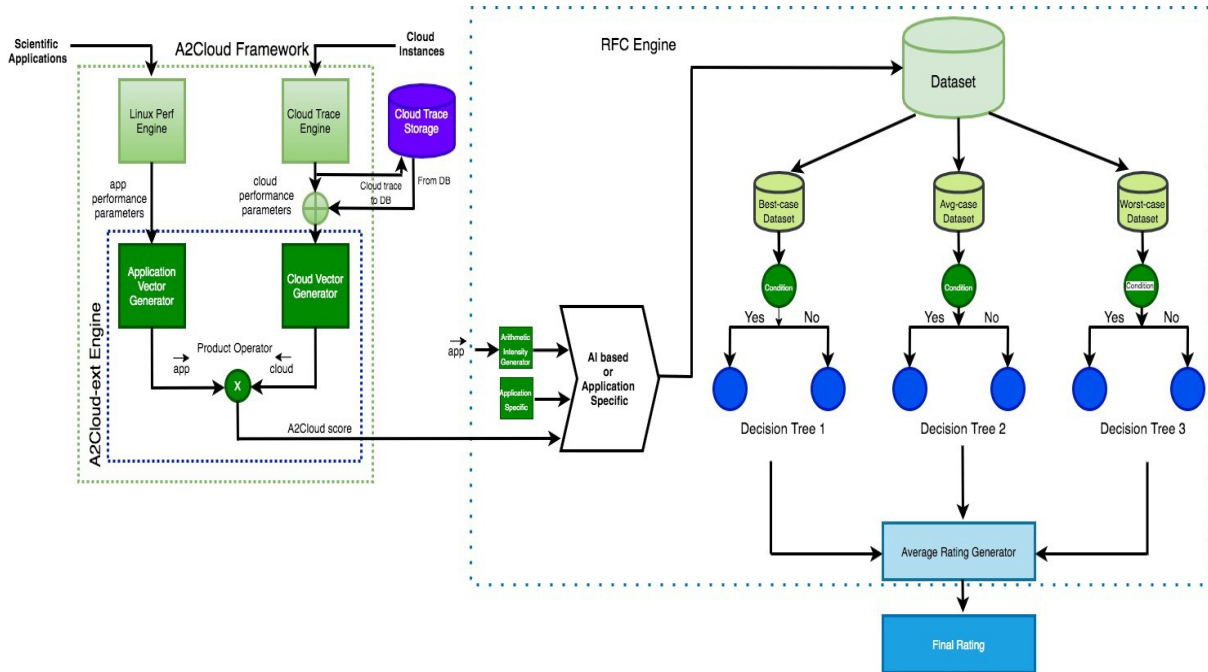 Scientific
Applications
A2Cloud Framework
Cloud
Instances
Linux Perf
Engine
Cloud Trace
Engine
Cloud Trace
Storage
app
performance
parameters
cloud
performance
parameters
Cloud trace
to DB
From DB
A2Cloud-ext Engine
Application
Vector
Generator
Cloud Vector
Generator
Product Operator
app
cloud
X
A2Cloud score
RFC Engine
app
Arithmetic
Intensity
Generator
Application
Specific
AI based
or
Application
Specific
Dataset
Best-case
Dataset
Avg-case
Dataset
Worst-case
Dataset
Condition
Condition
Condition
Yes No
Yes No
Yes No
Decision Tree 1
Decision Tree 2
Decision Tree 3
Average Rating Generator
Final Rating